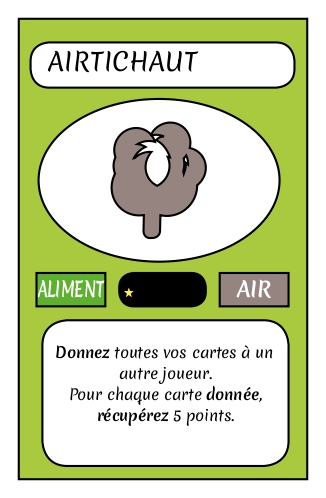 AIRTICHAUT
ALIMENT
AIR
Donnez toutes vos cartes à un
autre joueur.
Pour chaque carte donnée,
récupérez 5 points.